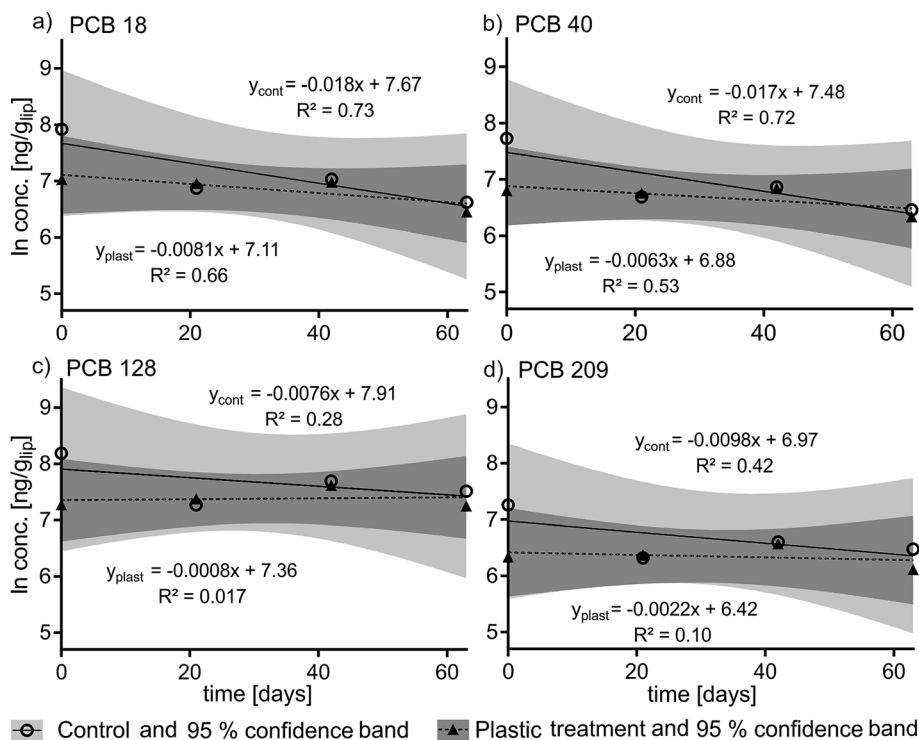 a) PCB 18
ln conc. [ng/g_lip]
9
8
7
6
5
0 20 40 60
y_cont = -0.018x + 7.67
R² = 0.73
y_plast = -0.0081x + 7.11
R² = 0.66
b) PCB 40
9
8
7
6
5
0 20 40 60
y_cont = -0.017x + 7.48
R² = 0.72
y_plast = -0.0063x + 6.88
R² = 0.53
c) PCB 128
ln conc. [ng/g_lip]
9
8
7
6
5
0 20 40 60
time [days]
y_cont = -0.0076x + 7.91
R² = 0.28
y_plast = -0.0008x + 7.36
R² = 0.017
d) PCB 209
9
8
7
6
5
0 20 40 60
time [days]
y_cont = -0.0098x + 6.97
R² = 0.42
y_plast = -0.0022x + 6.42
R² = 0.10
Control and 95 % confidence band
Plastic treatment and 95 % confidence band